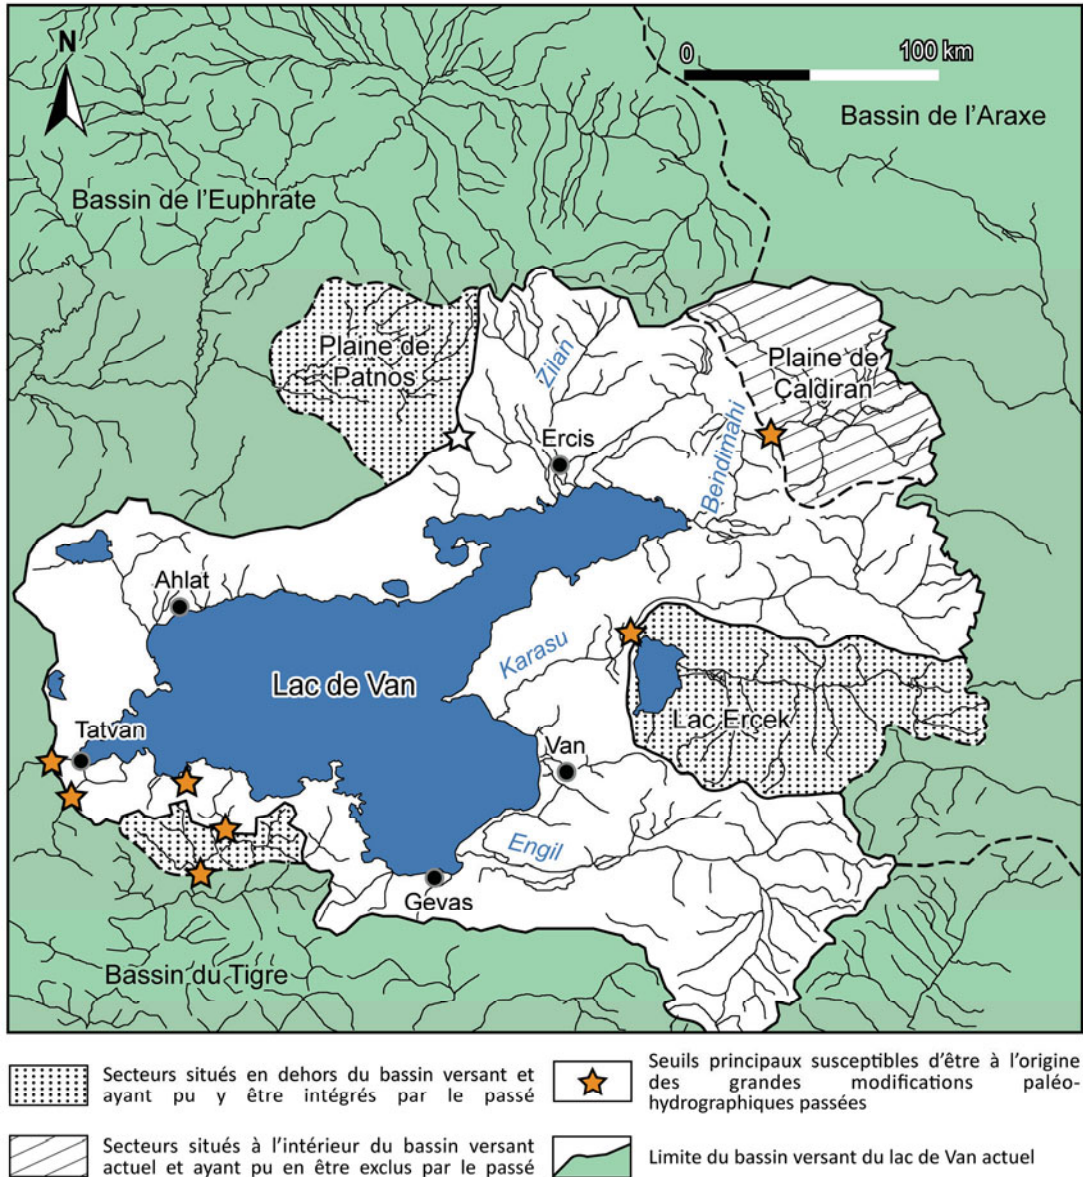 N
0
100 km
Bassin de l'Araxe
Bassin de l'Euphrate
Plaine de
Patnos
Zilan
Plaine de
Çaldiran
Ercis
Bendimahi
Ahlat
Karasu
Lac de Van
Lac Erçek
Tatvan
Van
Engil
Gevas
Bassin du Tigre
Secteurs situés en dehors du bassin versant et
ayant pu y être intégrés par le passé
Secteurs situés à l'intérieur du bassin versant
actuel et ayant pu en être exclus par le passé
Seuils principaux susceptibles d'être à l'origine
des grandes modifications paléo-
hydrographiques passées
Limite du bassin versant du lac de Van actuel